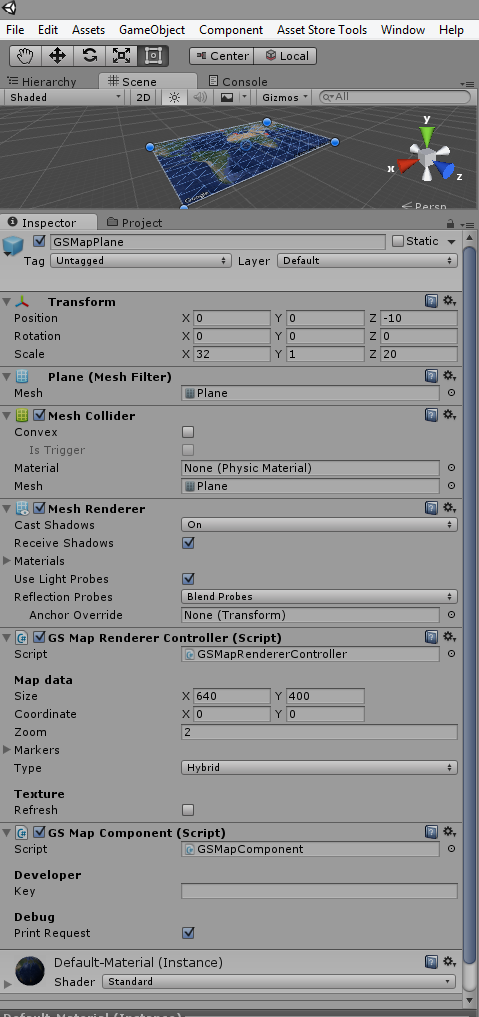 File Edit Assets GameObject Component Asset Store Tools Window Help
Center Local
Hierarchy Scene Console
Shaded 2D Gizmos All
y
x
z
Persp
Inspector Project
GSMapPlane Static
Tag Untagged Layer Default
Transform
Position X 0 Y 0 Z -10
Rotation X 0 Y 0 Z 0
Scale X 32 Y 1 Z 20
Plane (Mesh Filter)
Mesh Plane
Mesh Collider
Convex
Is Trigger
Material None (Physic Material)
Mesh Plane
Mesh Renderer
Cast Shadows On
Receive Shadows
Materials
Use Light Probes
Reflection Probes Blend Probes
Anchor Override None (Transform)
GS Map Renderer Controller (Script)
Script GSMapRendererController
Map data
Size X 640 Y 400
Coordinate X 0 Y 0
Zoom 2
Markers
Type Hybrid
Texture
Refresh
GS Map Component (Script)
Script GSMapComponent
Developer
Key
Debug
Print Request
Default-Material (Instance)
Shader Standard
Default-Material (Instance)